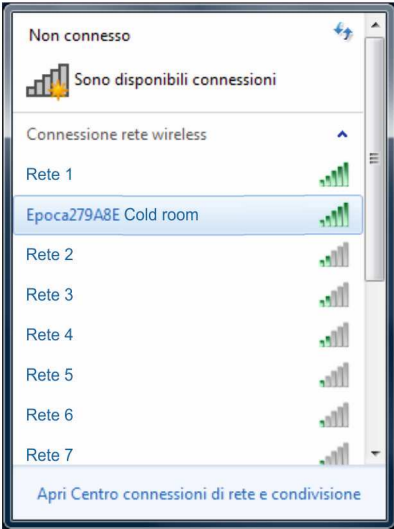 Non connesso
Sono disponibili connessioni
Connessione rete wireless
Rete 1
Epoca279A8E Cold room
Rete 2
Rete 3
Rete 4
Rete 5
Rete 6
Rete 7
Apri Centro connessioni di rete e condivisione